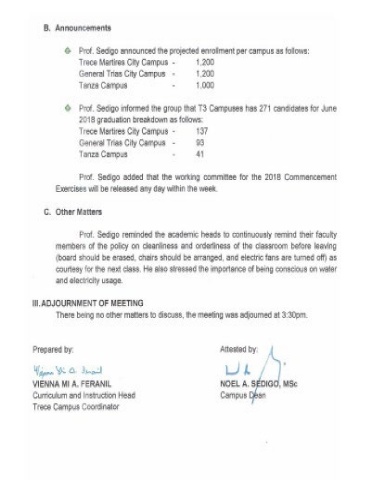 B. Announcements
Prof. Sedigo announced the projected enrollment per campus as follows:
Trece Martires City Campus - 1,200
General Trias City Campus - 1,200
Tanza Campus - 1,000
Prof. Sedigo informed the group that T3 Campuses has 271 candidates for June
2018 graduation breakdown as follows:
Trece Martires City Campus - 137
General Trias City Campus - 93
Tanza Campus - 41
Prof. Sedigo added that the working committee for the 2018 Commencement
Exercises will be released any day within the week.
C. Other Matters
Prof. Sedigo reminded the academic heads to continuously remind their faculty
members of the policy on cleanliness and orderliness of the classroom before leaving
(board should be erased, chairs should be arranged, and electric fans are turned off) as
courtesy for the next class. He also stressed the importance of being conscious on water
and electricity usage.
III. ADJOURNMENT OF MEETING
There being no other matters to discuss, the meeting was adjourned at 3:30pm.
Prepared by: Attested by:
VIENNA MI A. FERANIL NOEL A. SEDIGO, MSc
Curriculum and Instruction Head Campus Dean
Trece Campus Coordinator